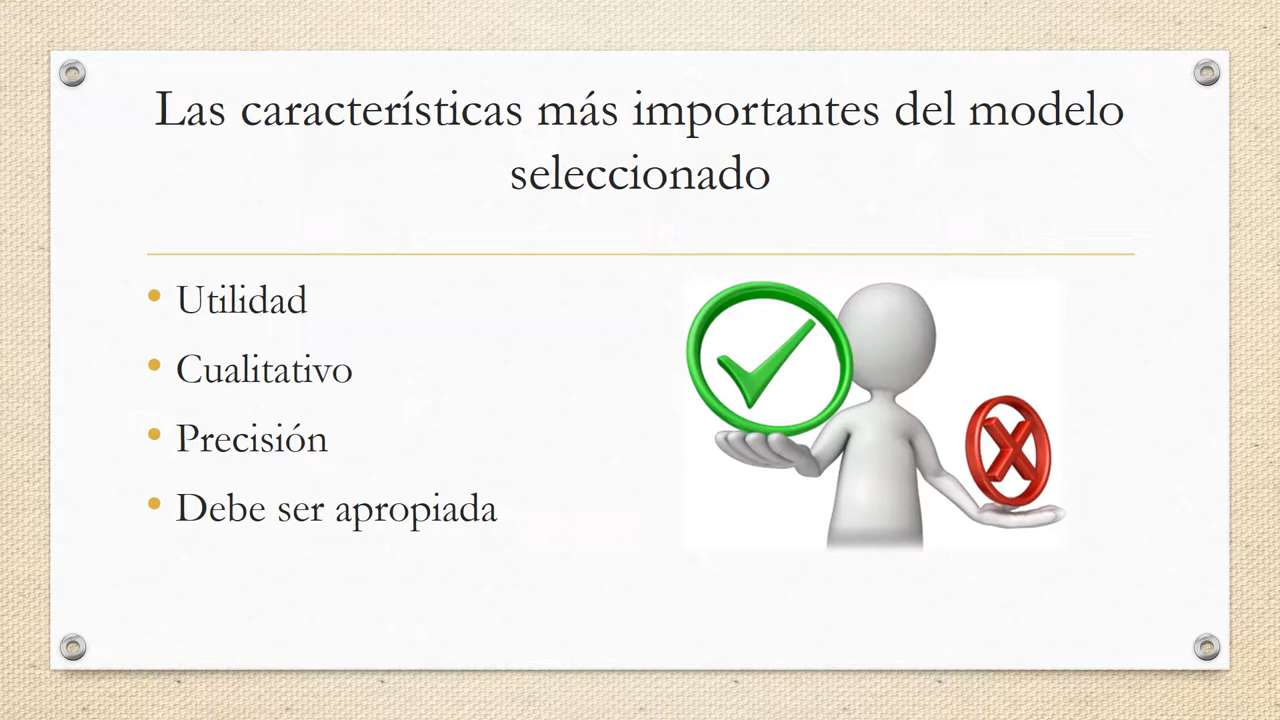 Las características más importantes del modelo
seleccionado
Utilidad
Cualitativo
Precisión
Debe ser apropiada